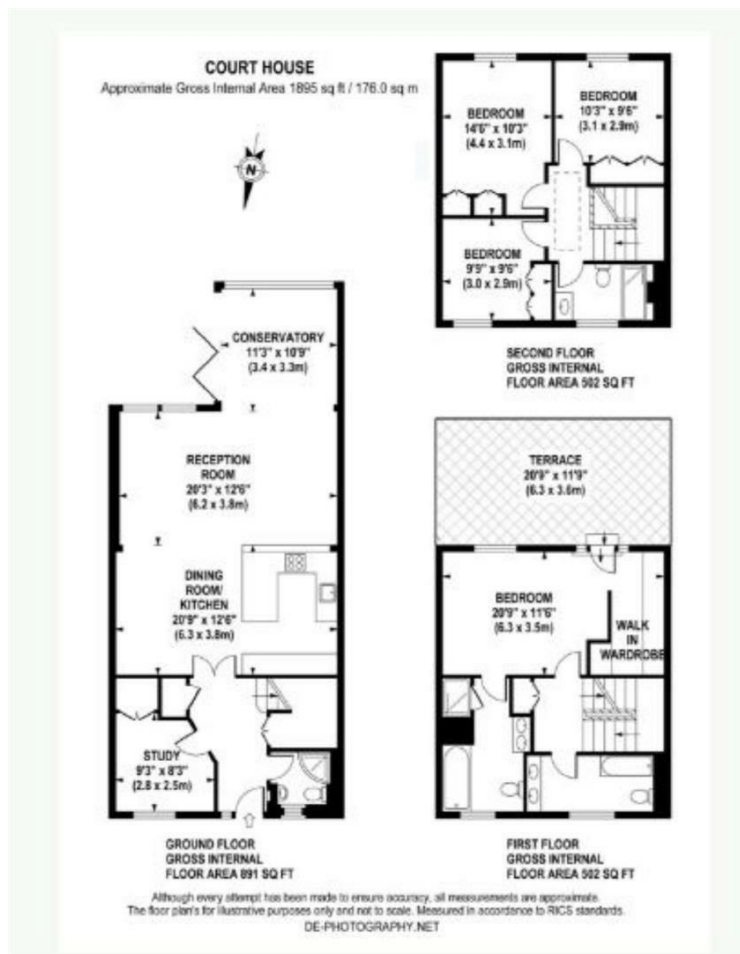 COURT HOUSE
Approximate Gross Internal Area 1895 sq ft / 176.0 sq m
N
CONSERVATORY
11'3" x 10'9"
(3.4 x 3.3m)
RECEPTION
ROOM
20'3" x 12'6"
(6.2 x 3.8m)
DINING
ROOM/
KITCHEN
20'9" x 12'6"
(6.3 x 3.8m)
STUDY
9'3" x 8'3"
(2.8 x 2.5m)
GROUND FLOOR
GROSS INTERNAL
FLOOR AREA 891 SQ FT
BEDROOM
14'6" x 10'3"
(4.4 x 3.1m)
BEDROOM
10'3" x 9'6"
(3.1 x 2.9m)
BEDROOM
9'9" x 9'6"
(3.0 x 2.9m)
SECOND FLOOR
GROSS INTERNAL
FLOOR AREA 502 SQ FT
TERRACE
20'9" x 11'9"
(6.3 x 3.6m)
BEDROOM
20'9" x 11'6"
(6.3 x 3.5m)
WALK
IN
WARDROBE
FIRST FLOOR
GROSS INTERNAL
FLOOR AREA 502 SQ FT
Although every attempt has been made to ensure accuracy, all measurements are approximate.
The floor plan's for illustrative purposes only and not to scale. Measured in accordance to RICS standards.
DE-PHOTOGRAPHY.NET